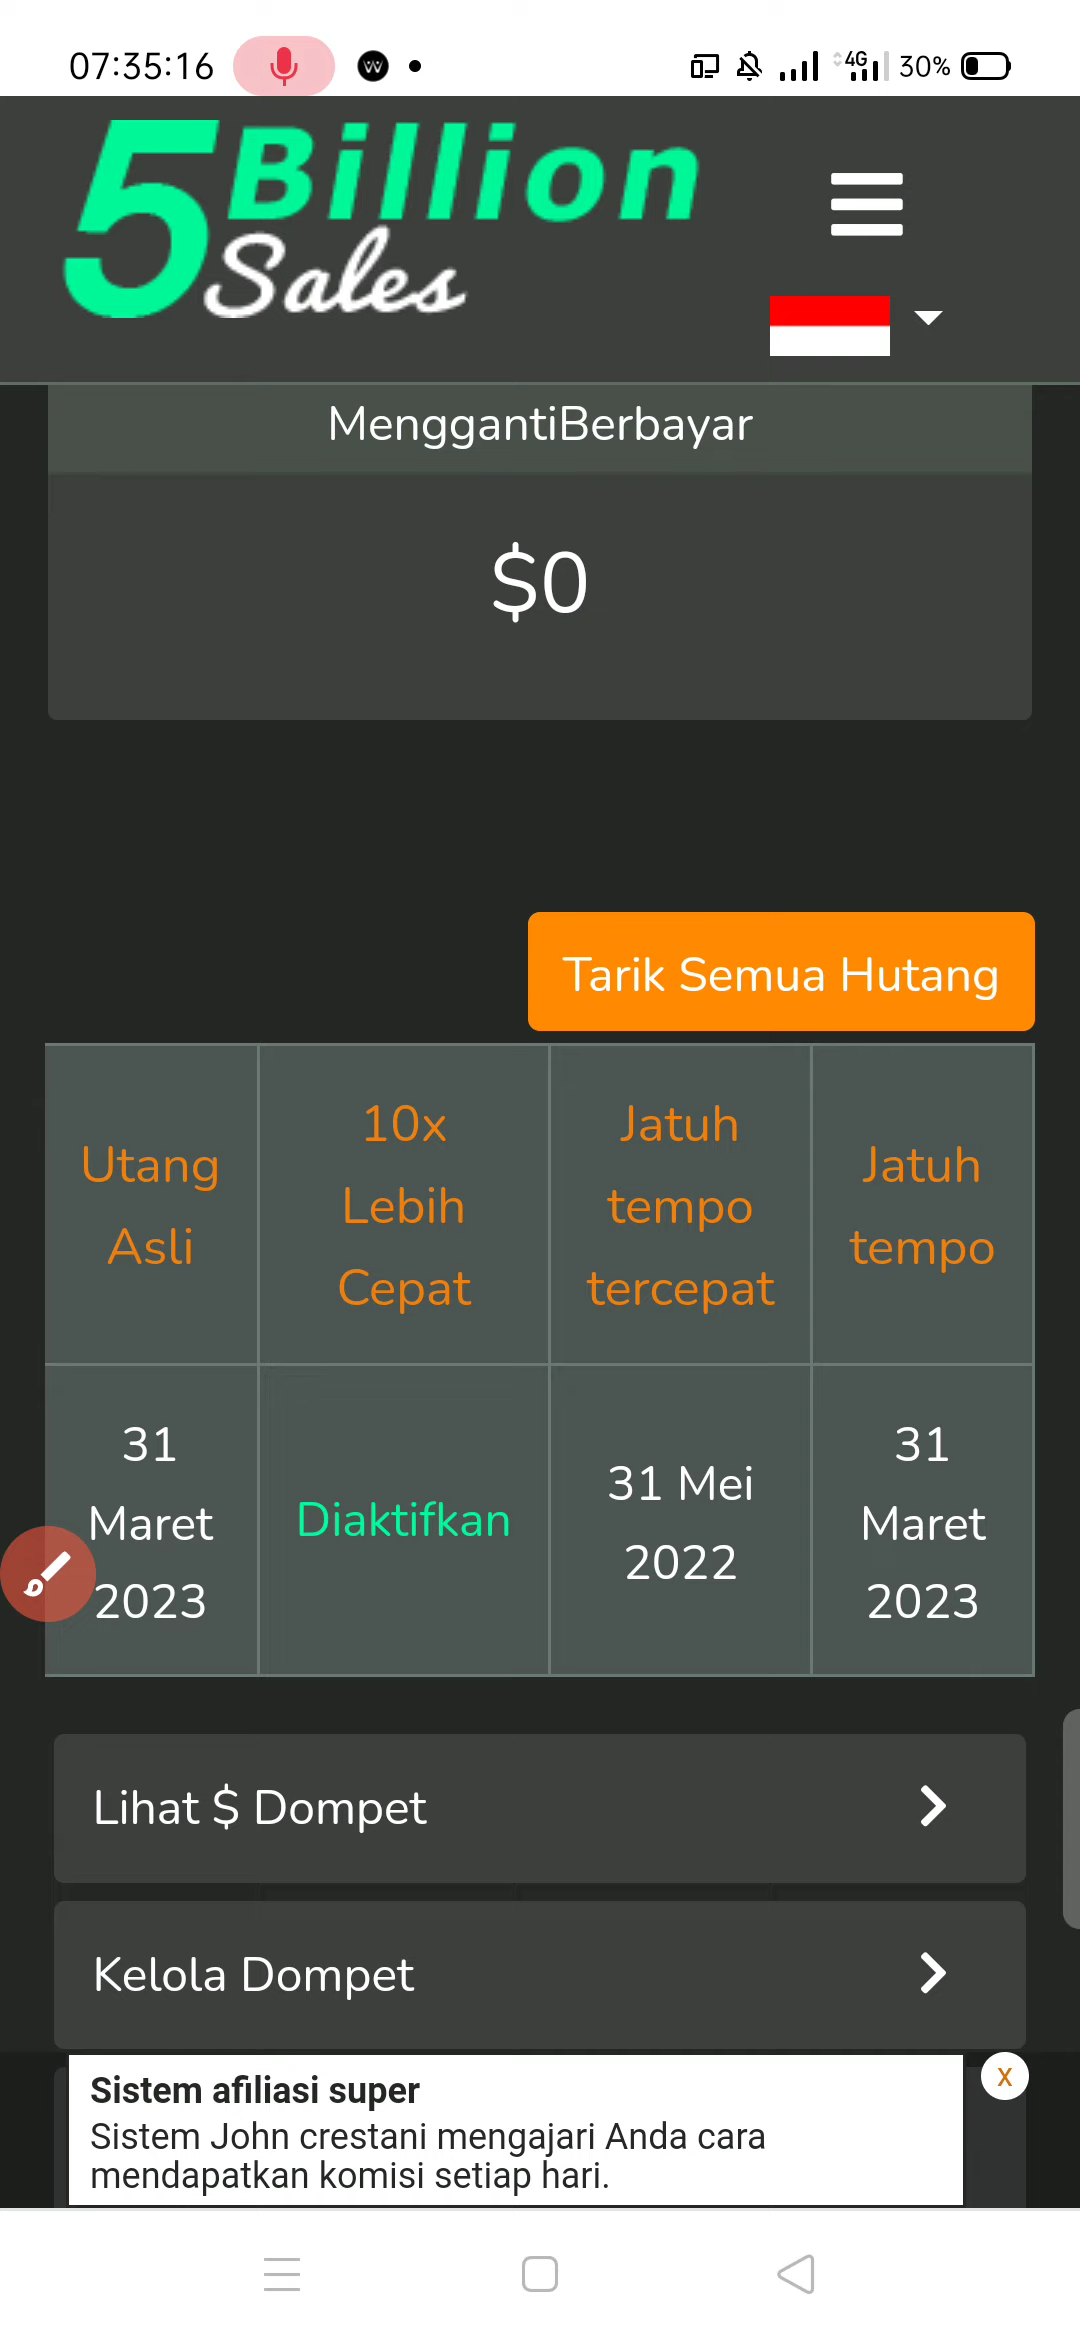 07:35:16
4G
30%
5 Billion
Sales
MenggantiBerbayar
$0
Tarik Semua Hutang
Utang
Asli
10x
Lebih
Cepat
Jatuh
tempo
tercepat
Jatuh
tempo
31
Maret
2023
Diaktifkan
31 Mei
2022
31
Maret
2023
Lihat $ Dompet
Kelola Dompet
Sistem afiliasi super
X
Sistem John crestani mengajari Anda cara
mendapatkan komisi setiap hari.